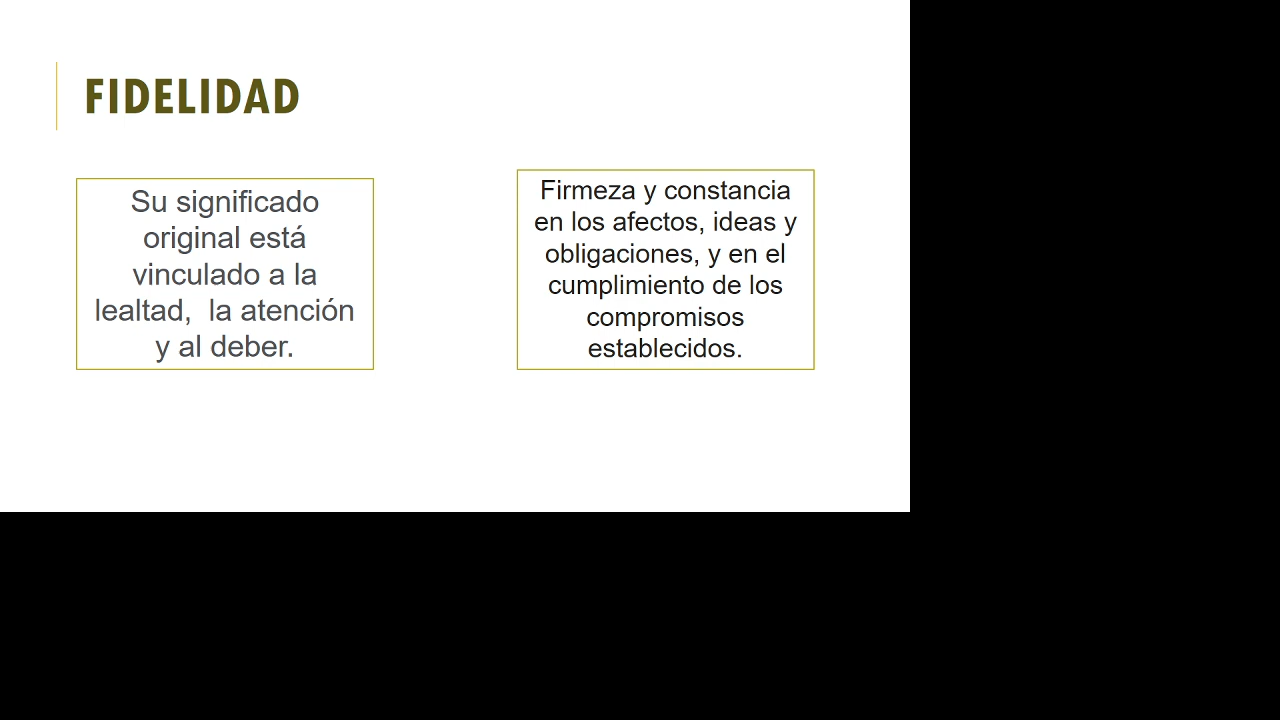 FIDELIDAD
Su significado
original está
vinculado a la
lealtad,  la atención
y al deber.
Firmeza y constancia
en los afectos, ideas y
obligaciones, y en el
cumplimiento de los
compromisos
establecidos.